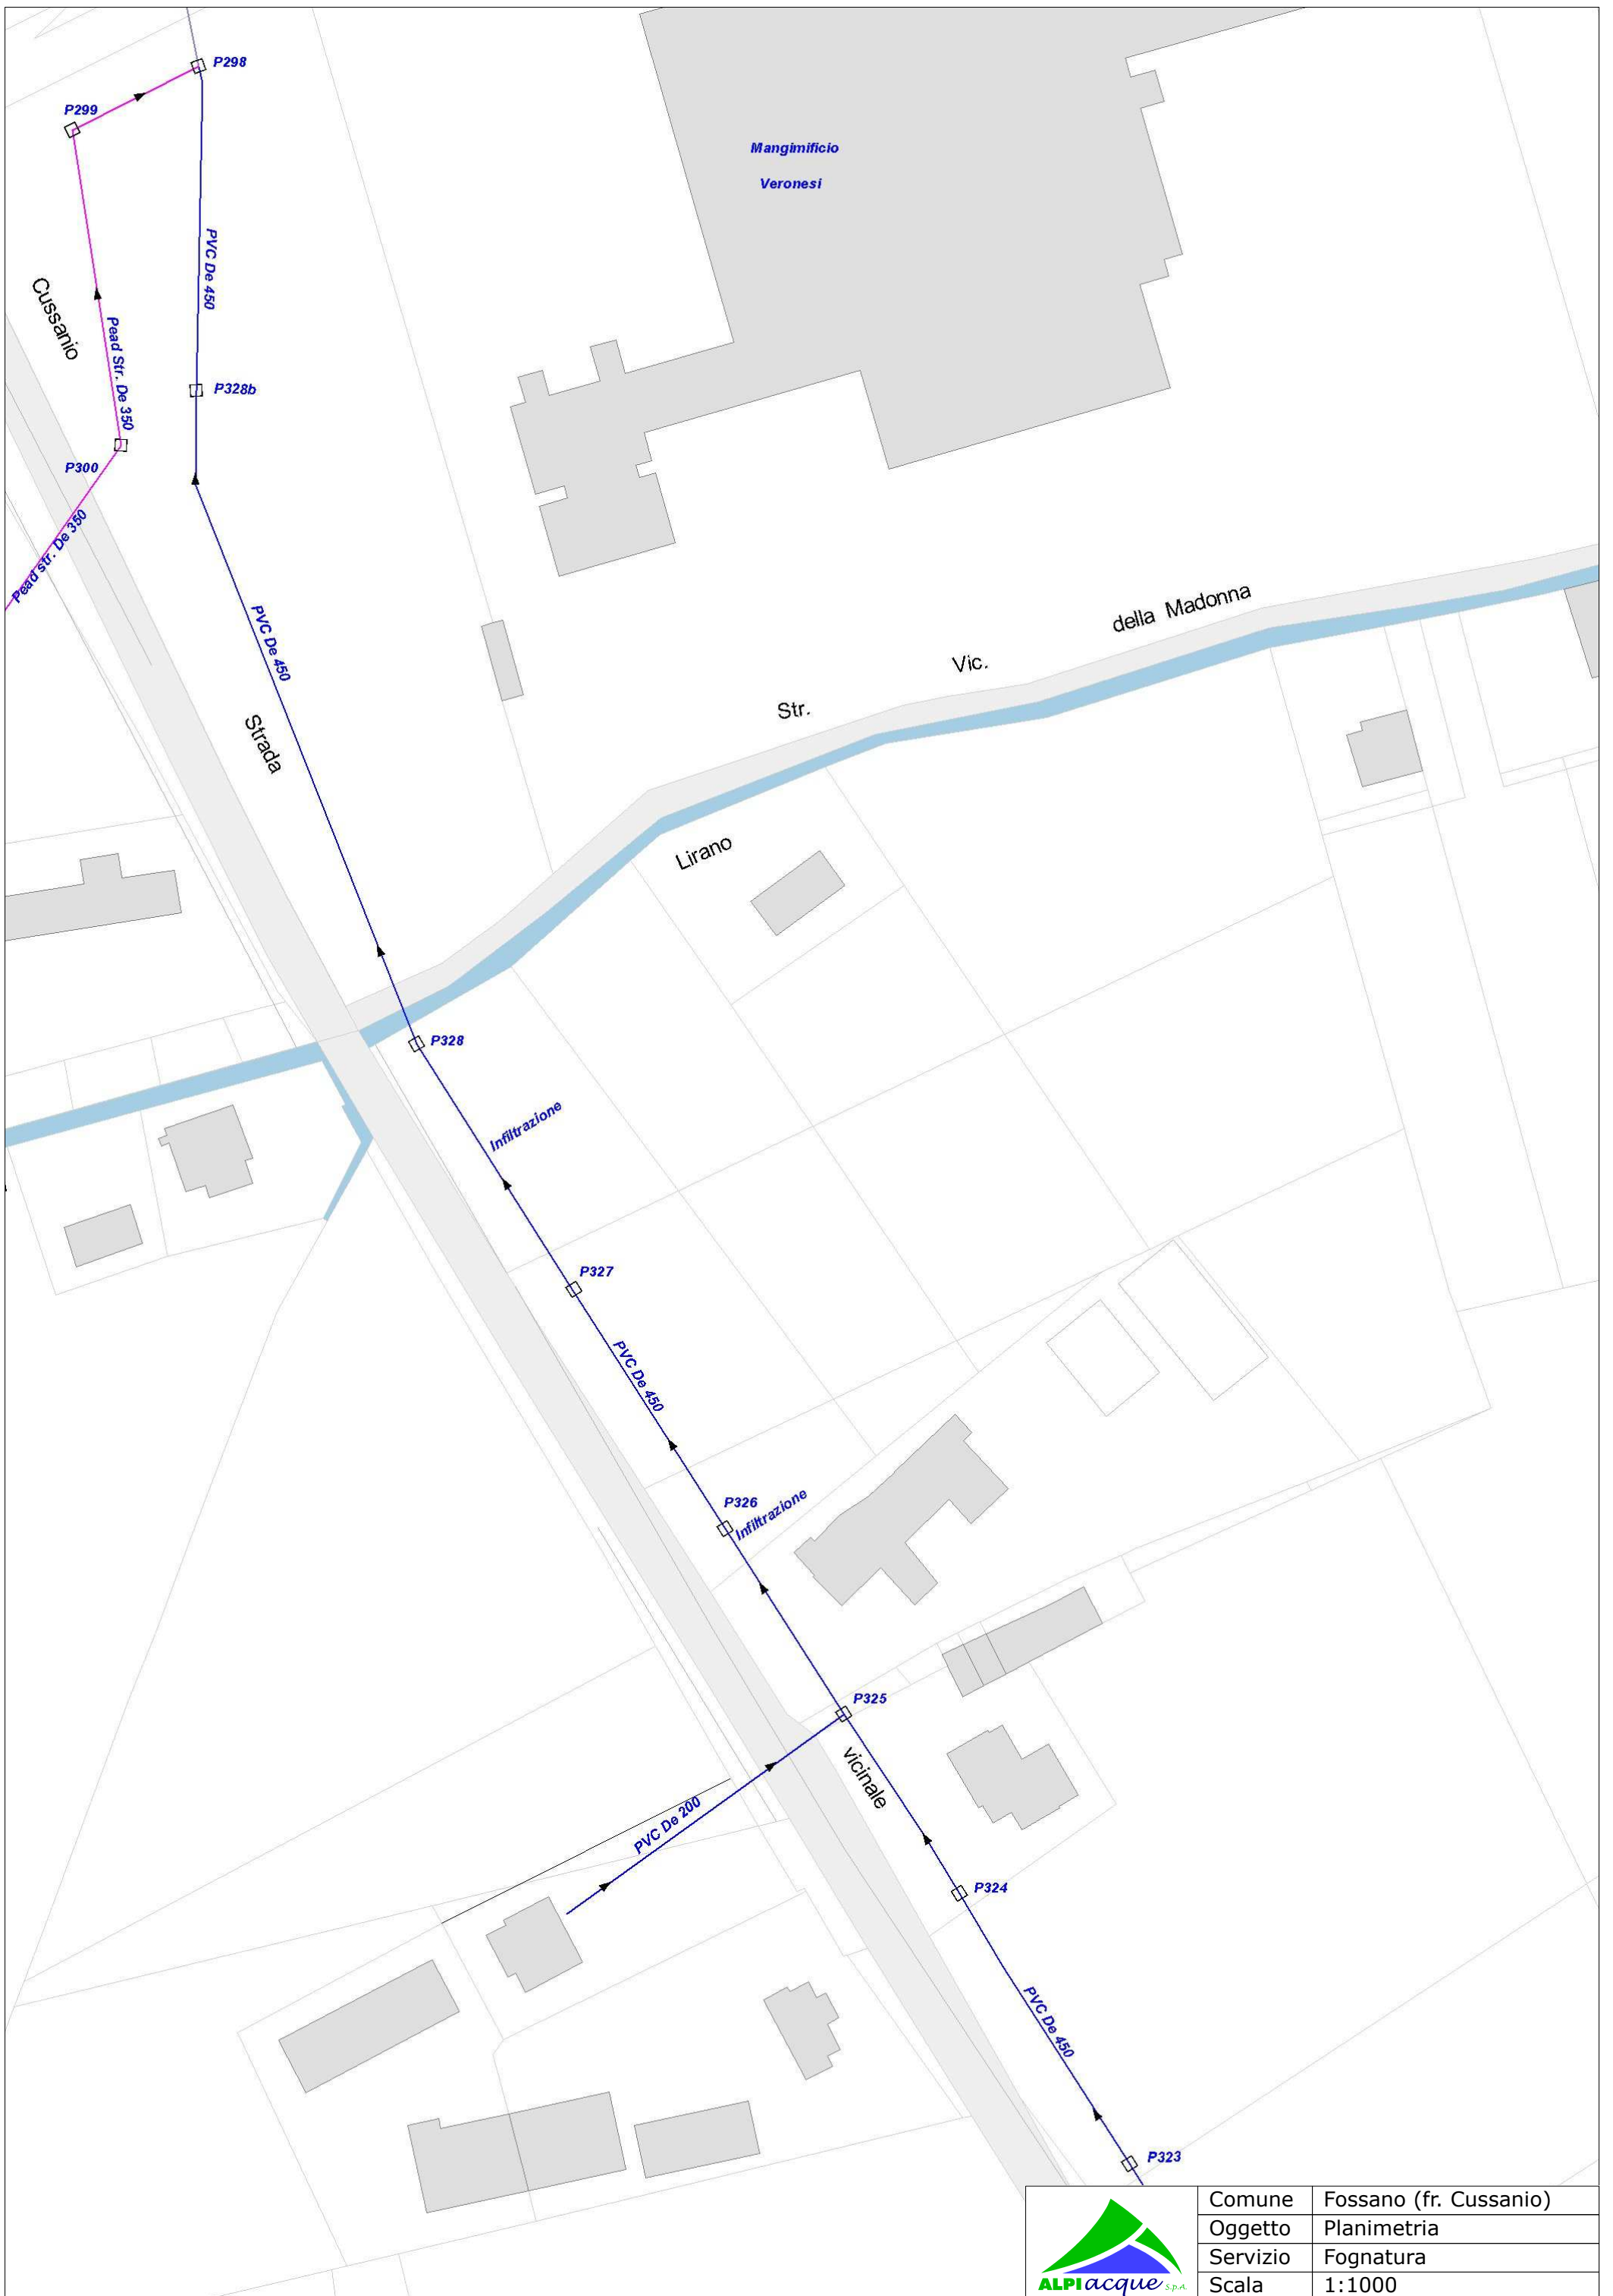 P298
P299
Mangimificio
Veronesi
PVC De 450
Cussanio
Pead Str. De 350
P328b
P300
Pead str. De 350
PVC De 450
della Madonna
Vic.
Str.
Strada
Lirano
P328
Infiltrazione
P327
PVC De 450
P326
Infiltrazione
P325
vicinale
PVC De 200
P324
PVC De 450
P323
Comune Fossano (fr. Cussanio)
Oggetto Planimetria
Servizio Fognatura
Scala 1:1000
ALPIacque S.p.A.